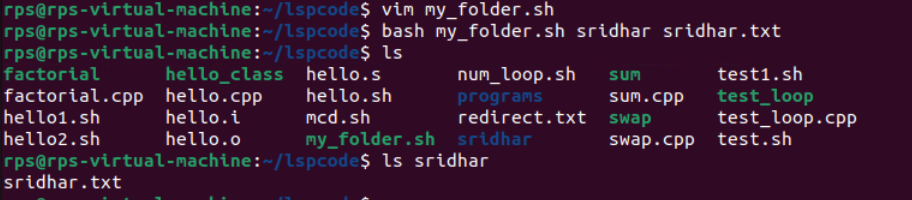 rps@rps-virtual-machine:~/lspcode$ vim my_folder.sh
rps@rps-virtual-machine:~/lspcode$ bash my_folder.sh sridhar sridhar.txt
rps@rps-virtual-machine:~/lspcode$ ls
factorial hello_class hello.s num_loop.sh sum test1.sh
factorial.cpp hello.cpp hello.sh programs sum.cpp test_loop
hello1.sh hello.i mcd.sh redirect.txt swap test_loop.cpp
hello2.sh hello.o my_folder.sh sridhar swap.cpp test.sh
rps@rps-virtual-machine:~/lspcode$ ls sridhar
sridhar.txt